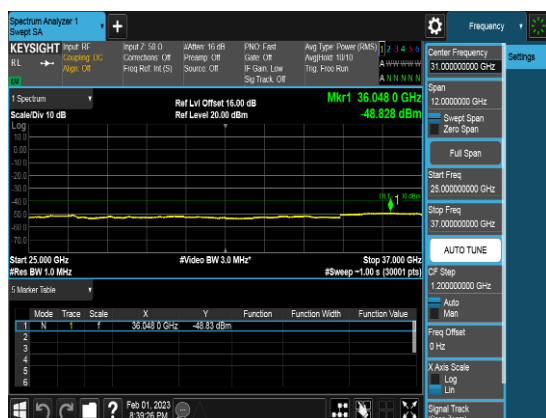 Spectrum Analyzer 1
Swept SA
+
Frequency
KEYSIGHT
RL
Input: RF
Coupling: DC
Align: Off
Input Z: 50 Ω
Corrections: Off
Freq Ref: Int (S)
#Atten: 16 dB
Preamp: Off
Source: Off
PNO: Fast
Gate: Off
IF Gain: Low
Sig Track: Off
Avg Type: Power (RMS)
Avg|Hold: 10/10
Trig: Free Run
1 2 3 4 5 6
A W W W W W
A N N N N N
1 Spectrum
Scale/Div 10 dB
Log
Ref Lvl Offset 16.00 dB
Ref Level 20.00 dBm
Mkr1 36.048 0 GHz
-48.828 dBm
10.0
0.00
-10.0
-20.0
-30.0
-40.0
-50.0
-60.0
-70.0
1
Start 25.000 GHz
#Res BW 1.0 MHz
#Video BW 3.0 MHz*
Stop 37.000 GHz
#Sweep ~1.00 s (30001 pts)
5 Marker Table
Mode Trace Scale X Y Function Function Width Function Value
1 N 1 f 36.048 0 GHz -48.83 dBm
2
3
4
5
6
Feb 01, 2023
8:39:26 PM
Center Frequency
31.000000000 GHz
Span
12.0000000 GHz
Swept Span
Zero Span
Full Span
Start Freq
25.000000000 GHz
Stop Freq
37.000000000 GHz
AUTO TUNE
CF Step
1.200000000 GHz
Auto
Man
Freq Offset
0 Hz
X Axis Scale
Log
Lin
Signal Track
Settings